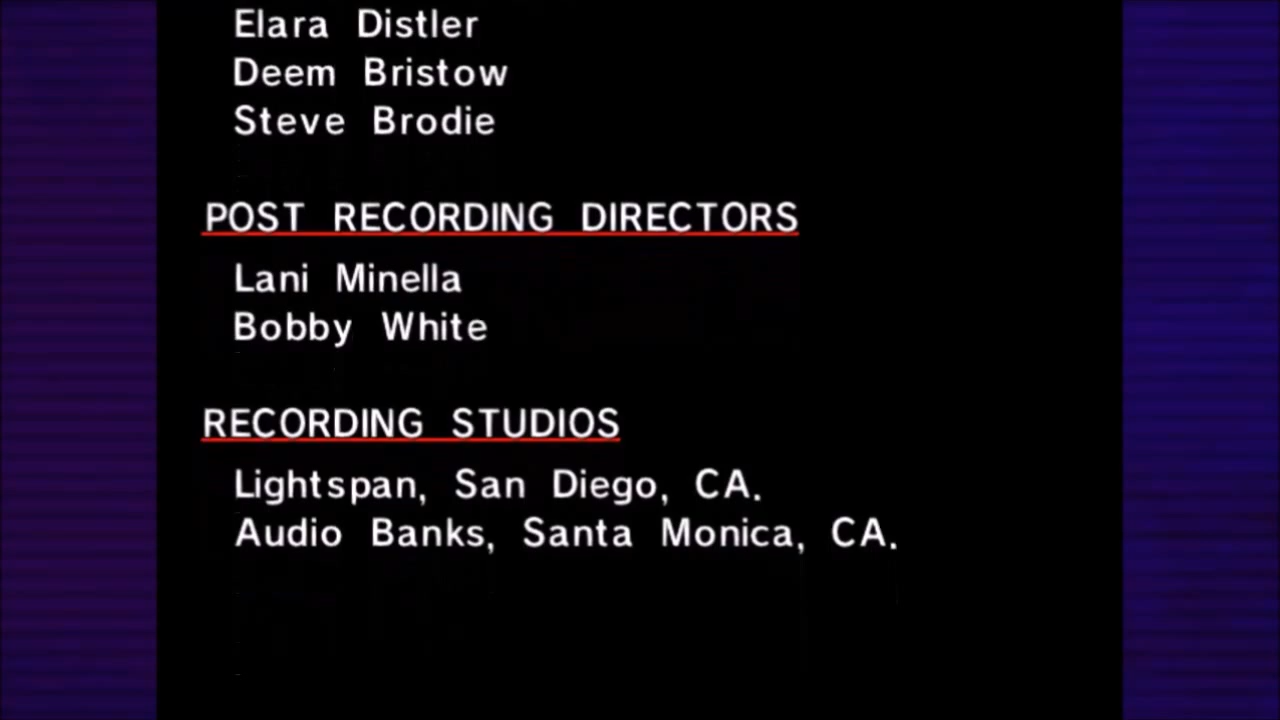 Elara Distler
Deem Bristow
Steve Brodie
POST RECORDING DIRECTORS
Lani Minella
Bobby White
RECORDING STUDIOS
Lightspan, San Diego, CA.
Audio Banks, Santa Monica, CA.